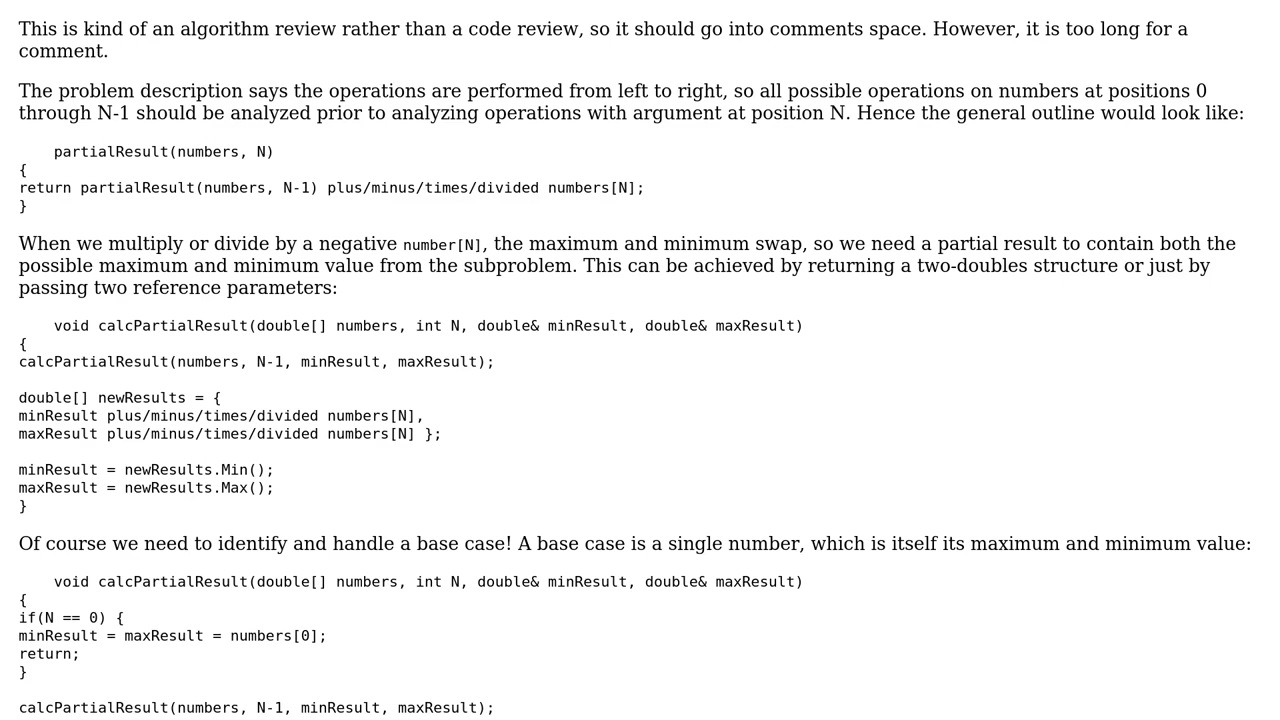 This is kind of an algorithm review rather than a code review, so it should go into comments space. However, it is too long for a
comment.
The problem description says the operations are performed from left to right, so all possible operations on numbers at positions 0
through N-1 should be analyzed prior to analyzing operations with argument at position N. Hence the general outline would look like:
    partialResult(numbers, N)
{
return partialResult(numbers, N-1) plus/minus/times/divided numbers[N];
}
When we multiply or divide by a negative number[N], the maximum and minimum swap, so we need a partial result to contain both the
possible maximum and minimum value from the subproblem. This can be achieved by returning a two-doubles structure or just by
passing two reference parameters:
    void calcPartialResult(double[] numbers, int N, double& minResult, double& maxResult)
{
calcPartialResult(numbers, N-1, minResult, maxResult);
double[] newResults = {
minResult plus/minus/times/divided numbers[N],
maxResult plus/minus/times/divided numbers[N] };
minResult = newResults.Min();
maxResult = newResults.Max();
}
Of course we need to identify and handle a base case! A base case is a single number, which is itself its maximum and minimum value:
    void calcPartialResult(double[] numbers, int N, double& minResult, double& maxResult)
{
if(N == 0) {
minResult = maxResult = numbers[0];
return;
}
calcPartialResult(numbers, N-1, minResult, maxResult);